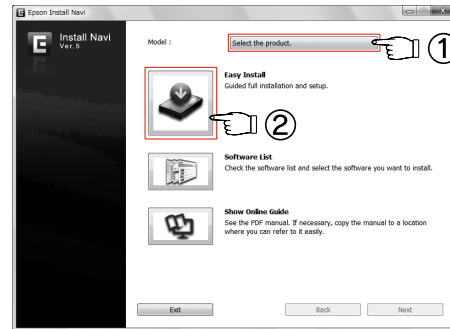 Epson Install Navi
Install Navi
Ver.5
Model :
Select the product.
①
Easy Install
Guided full installation and setup.
②
Software List
Check the software list and select the software you want to install.
Show Online Guide
See the PDF manual. If necessary, copy the manual to a location
where you can refer to it easily.
Exit
Back
Next